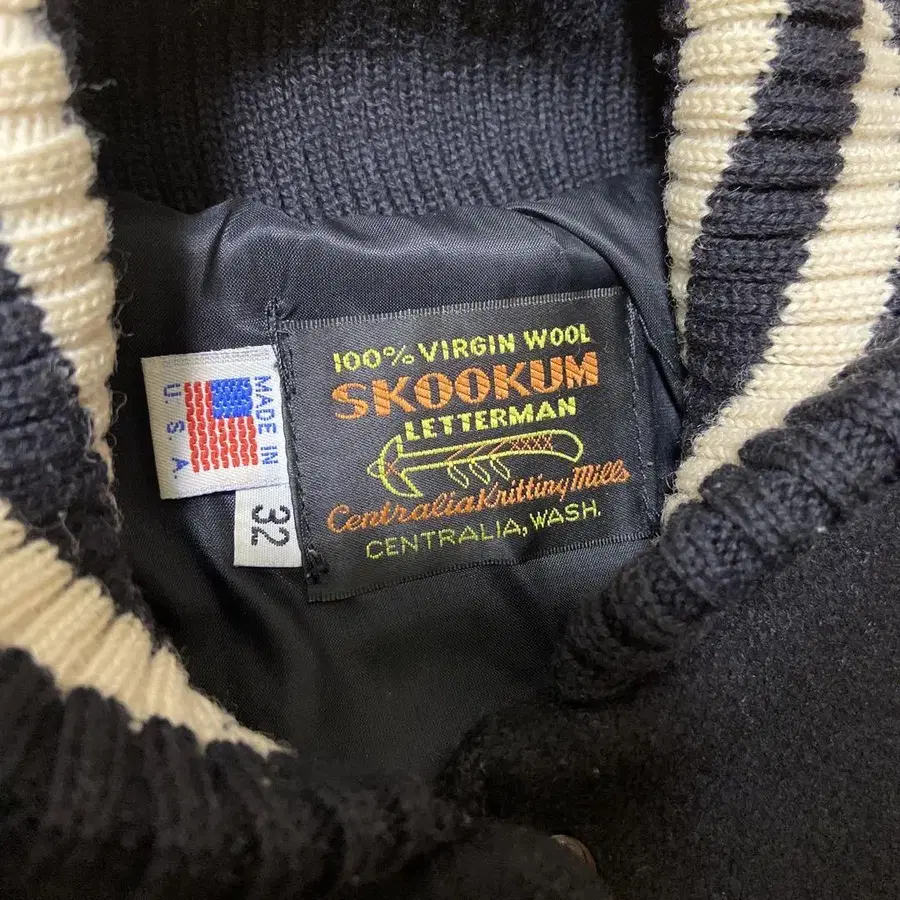 100% VIRGIN WOOL
SKOOKUM
LETTERMAN
Centralia Knitting Mills
CENTRALIA, WASH.
MADE IN
U. S. A.
32